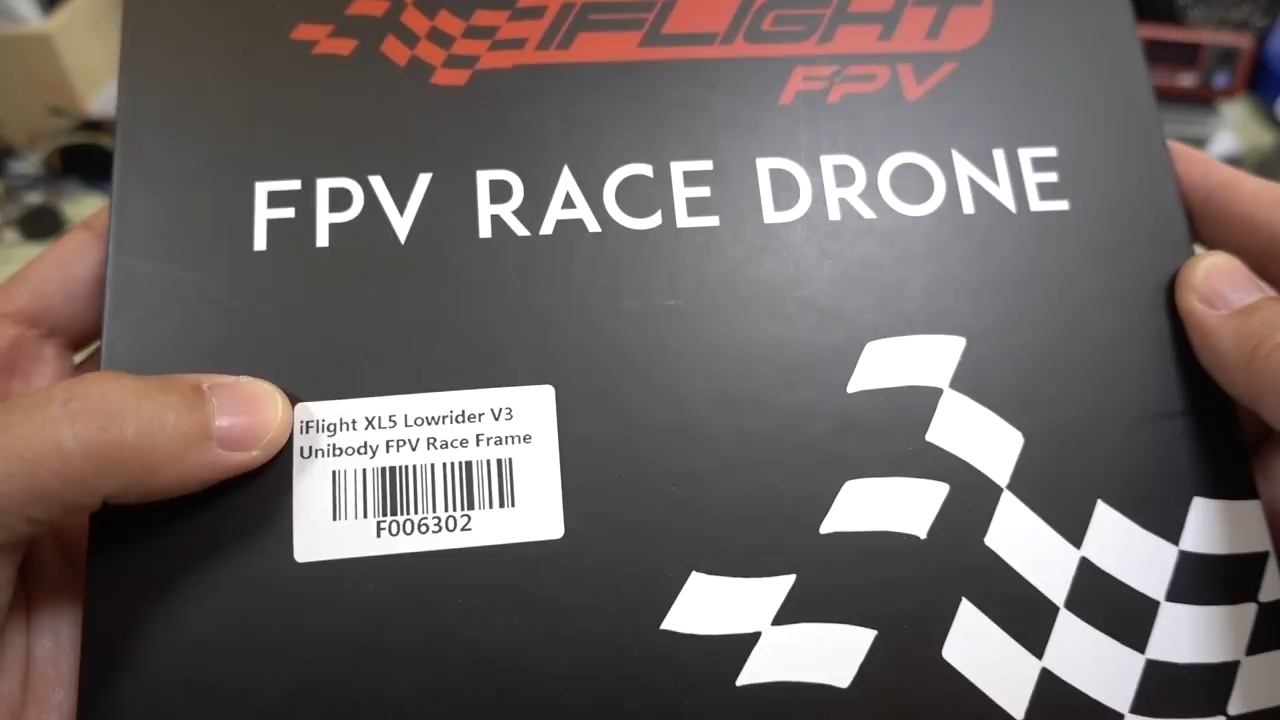 iFLIGHT
FPV
FPV RACE DRONE
iFlight XL5 Lowrider V3
Unibody FPV Race Frame
F006302